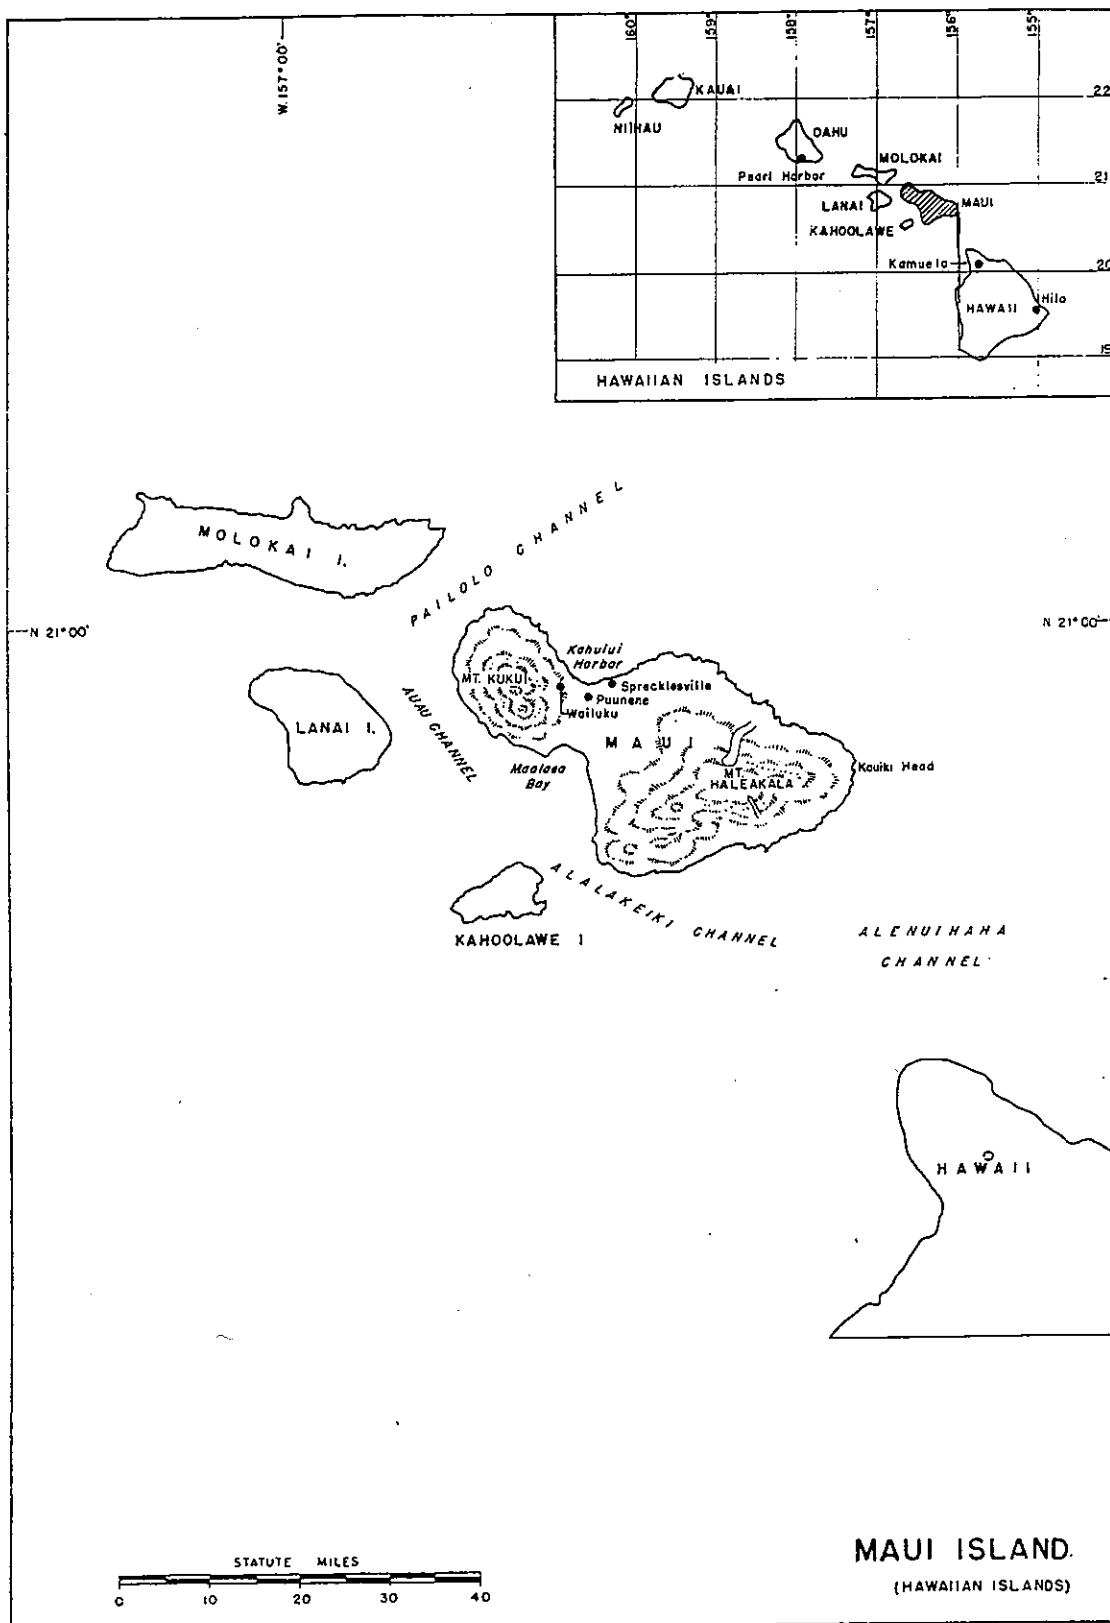 W. 157°00'
160°
159°
158°
157°
156°
155°
KAUAI
22
NIIHAU
OAHU
MOLOKAI
Pearl Harbor
21
LANAI
MAUI
KAHOOLAWE
Kamuela
20
HAWAII
Hilo
19
HAWAIIAN ISLANDS
MOLOKAI I.
PAILOLO CHANNEL
N 21°00'
N 21°00'
Kahului
Harbor
MT. KUKUI
Sprecklesville
Puunene
Wailuku
LANAI I.
AUAU CHANNEL
MAUI
Maalaea
Bay
MT.
HALEAKALA
Kauiki Head
ALALAKEIKI CHANNEL
KAHOOLAWE I
ALENUIHAHA
CHANNEL
HAWAII
STATUTE MILES
0 10 20 30 40
MAUI ISLAND.
(HAWAIIAN ISLANDS)